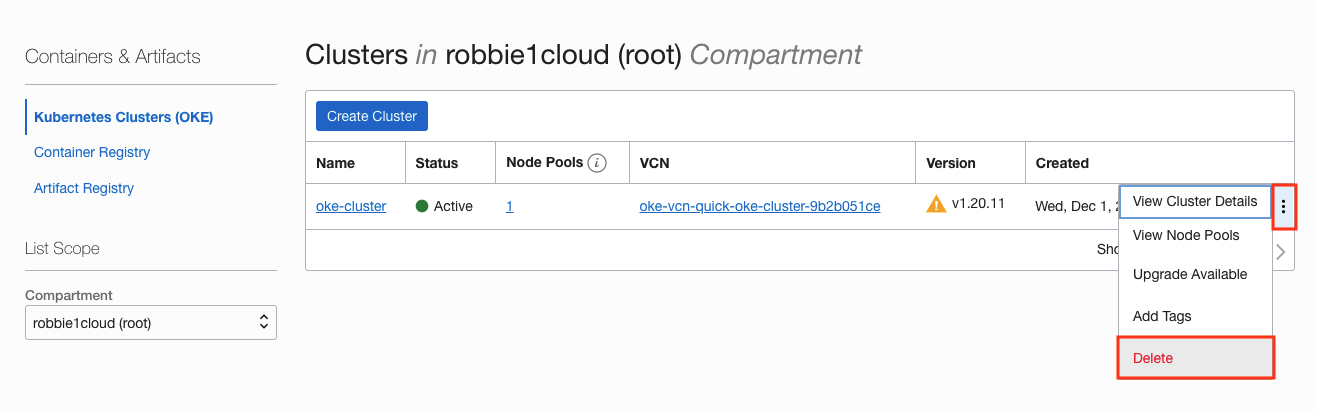 Containers & Artifacts
Kubernetes Clusters (OKE)
Container Registry
Artifact Registry
List Scope
Compartment
robbie1cloud (root)
Clusters in robbie1cloud (root) Compartment
Create Cluster
Name Status Node Pools i VCN Version Created
oke-cluster Active 1 oke-vcn-quick-oke-cluster-9b2b051ce v1.20.11 Wed, Dec 1,
View Cluster Details
View Node Pools
Upgrade Available
Add Tags
Delete